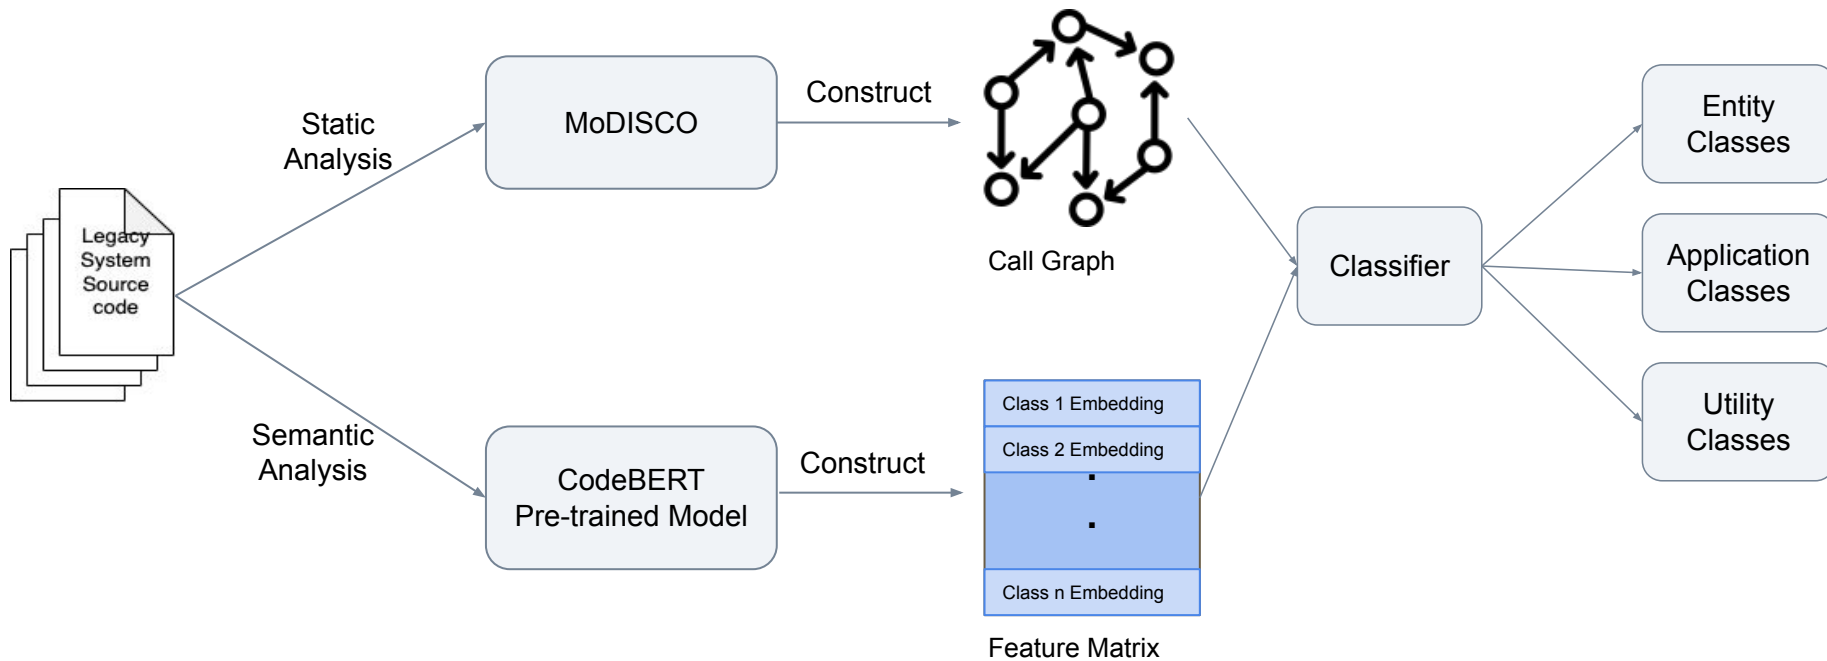 Legacy
System
Source
code
Static
Analysis
Semantic
Analysis
MoDISCO
CodeBERT
Pre-trained Model
Construct
Construct
Call Graph
Class 1 Embedding
Class 2 Embedding
.
.
Class n Embedding
Feature Matrix
Classifier
Entity
Classes
Application
Classes
Utility
Classes